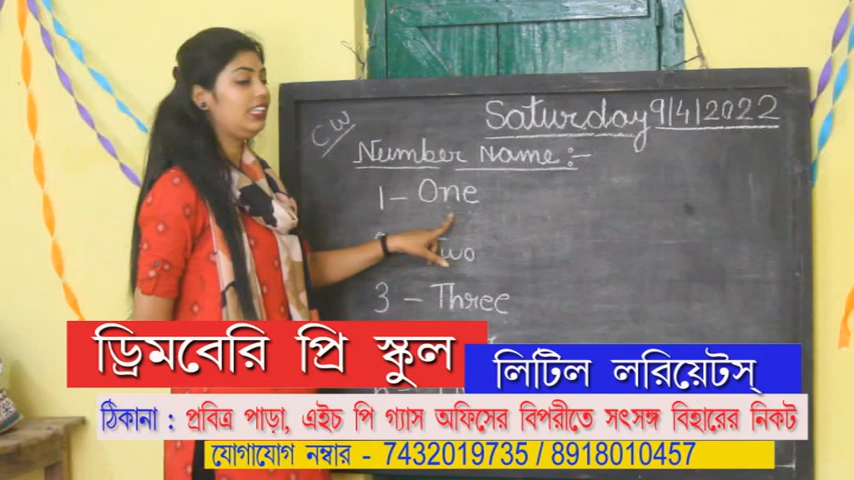 Saturday 9/4/2022
CW
Number Name :-
1 - One
Two
3 - Three
ড্রিমবেরি প্রি স্কুল
লিটিল লরিয়েটস্
ঠিকানা : প্রবিত্র পাড়া, এইচ পি গ্যাস অফিসের বিপরীতে সৎসঙ্গ বিহারের নিকট
যোগাযোগ নম্বার - 7432019735 / 8918010457